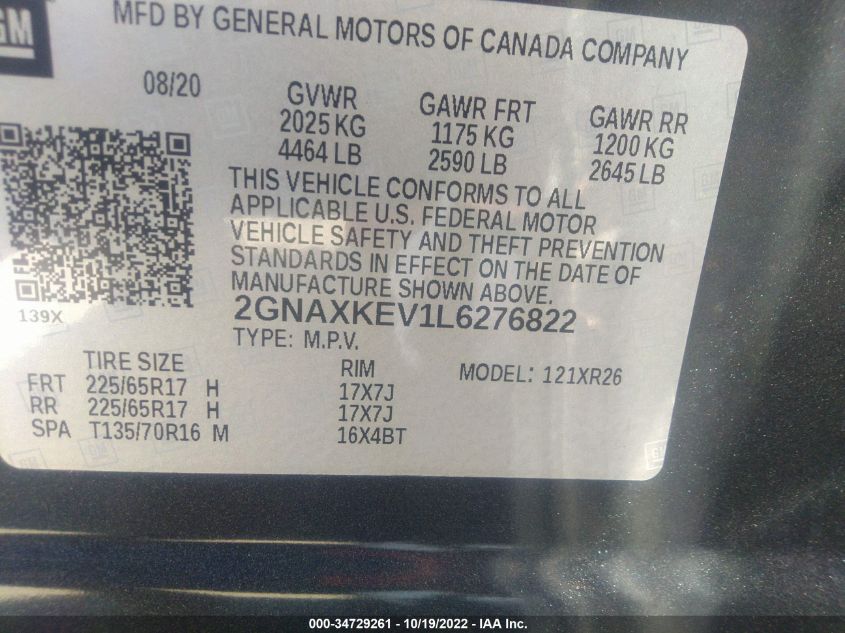 GM
MFD BY GENERAL MOTORS OF CANADA COMPANY
08/20
GVWR GAWR FRT GAWR RR
2025 KG 1175 KG 1200 KG
4464 LB 2590 LB 2645 LB
THIS VEHICLE CONFORMS TO ALL
APPLICABLE U.S. FEDERAL MOTOR
VEHICLE SAFETY AND THEFT PREVENTION
STANDARDS IN EFFECT ON THE DATE OF
MANUFACTURE SHOWN ABOVE.
139X
2GNAXKEV1L6276822
TYPE: M.P.V.
TIRE SIZE RIM MODEL: 121XR26
FRT 225/65R17 H 17X7J
RR 225/65R17 H 17X7J
SPA T135/70R16 M 16X4BT
000-34729261 - 10/19/2022 - IAA Inc.